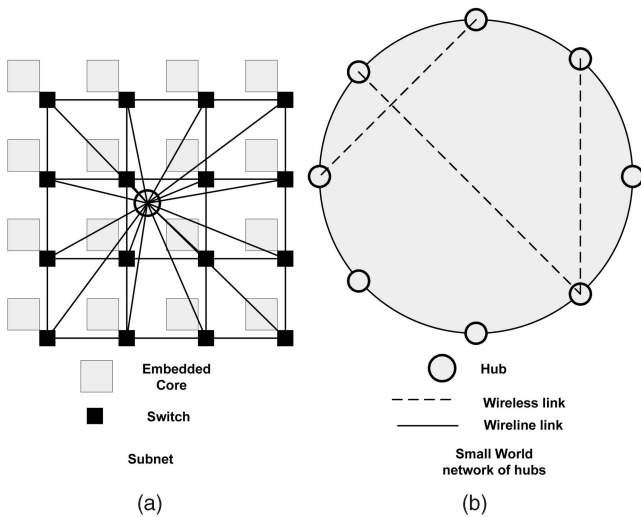 Embedded
Core
Switch
Subnet
(a)
Hub
Wireless link
Wireline link
Small World
network of hubs
(b)